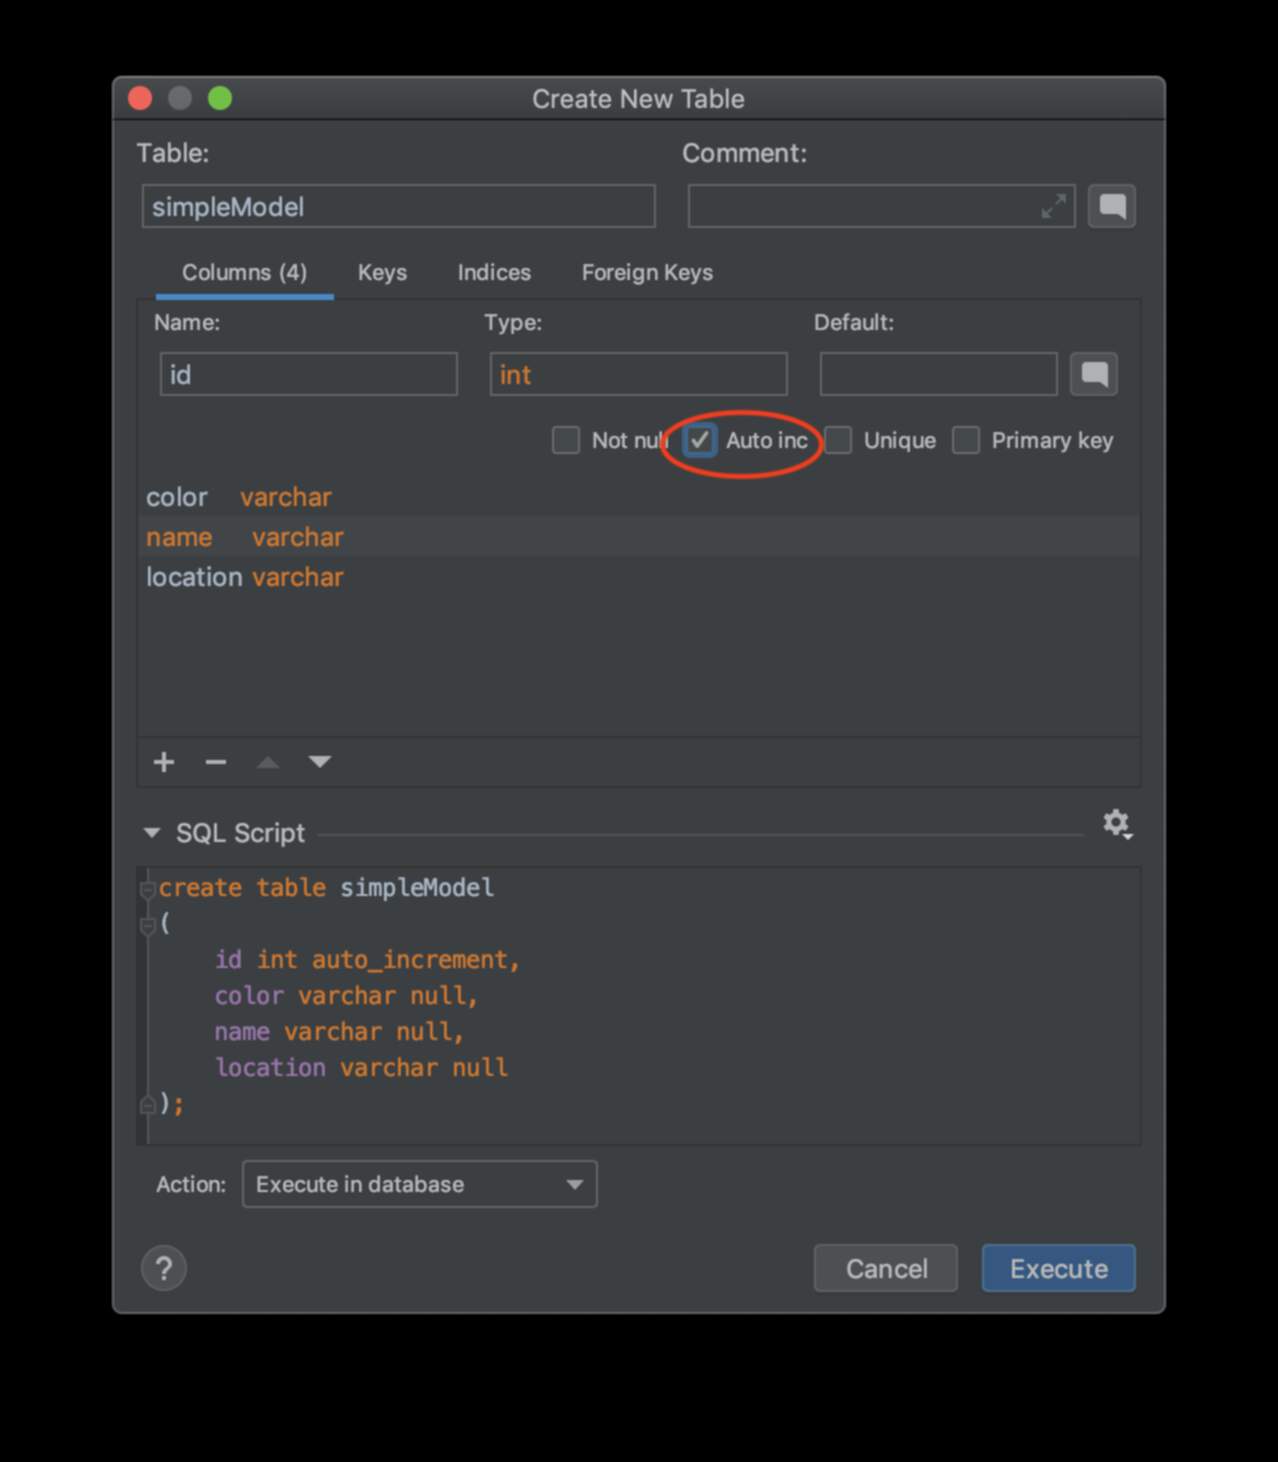 Create New Table
Table: Comment:
simpleModel
Columns (4) Keys Indices Foreign Keys
Name: Type: Default:
id int
Not null Auto inc Unique Primary key
color varchar
name varchar
location varchar
SQL Script
create table simpleModel
(
id int auto_increment,
color varchar null,
name varchar null,
location varchar null
);
Action: Execute in database
? Cancel Execute